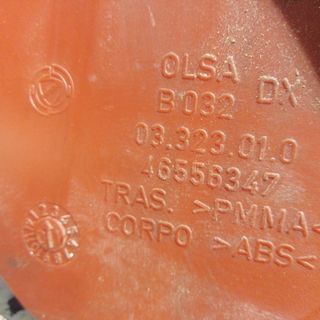 OLSA DX
B032
03.323.01.0
46556347
TRAS. >PMMA<
CORPO >ABS<